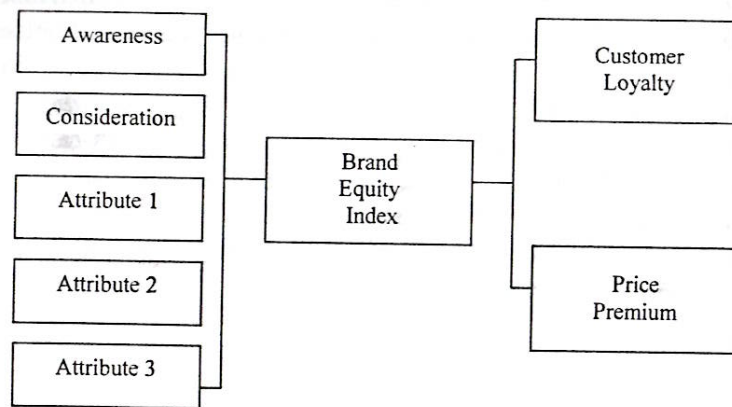 Awareness
Consideration
Attribute 1
Attribute 2
Attribute 3
Brand
Equity
Index
Customer
Loyalty
Price
Premium